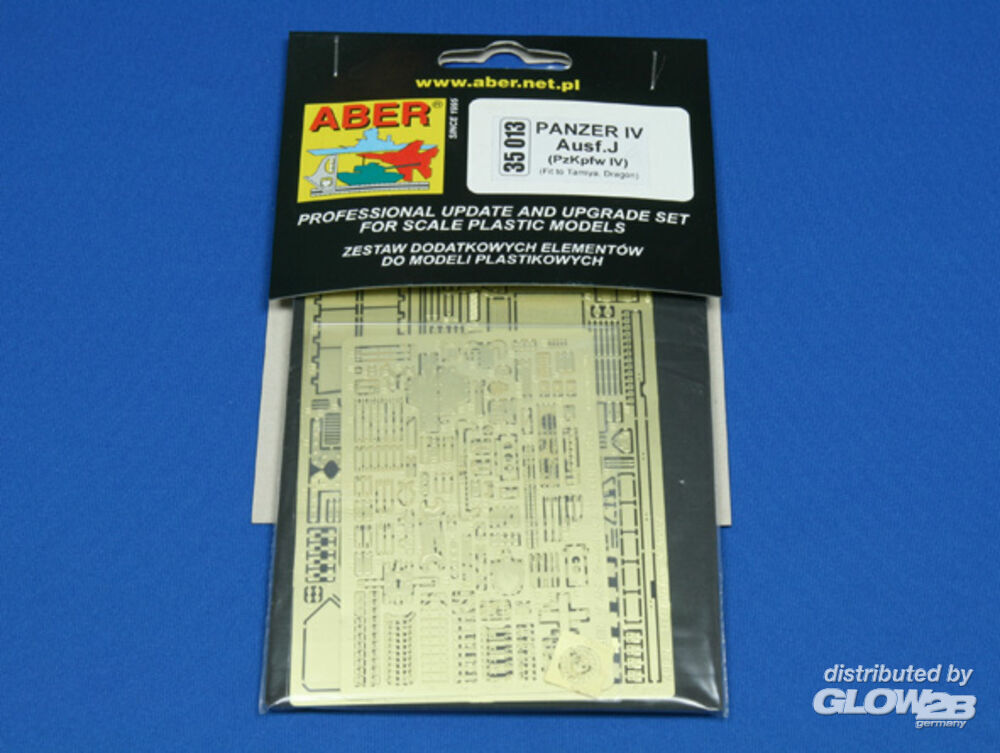 www.aber.net.pl
ABER®
SINCE 1995
35 013
PANZER IV
Ausf.J
(PzKpfw IV)
(Fit to Tamiya, Dragon)
PROFESSIONAL UPDATE AND UPGRADE SET
FOR SCALE PLASTIC MODELS
ZESTAW DODATKOWYCH ELEMENTÓW
DO MODELI PLASTIKOWYCH
distributed by
GLOW2B
germany